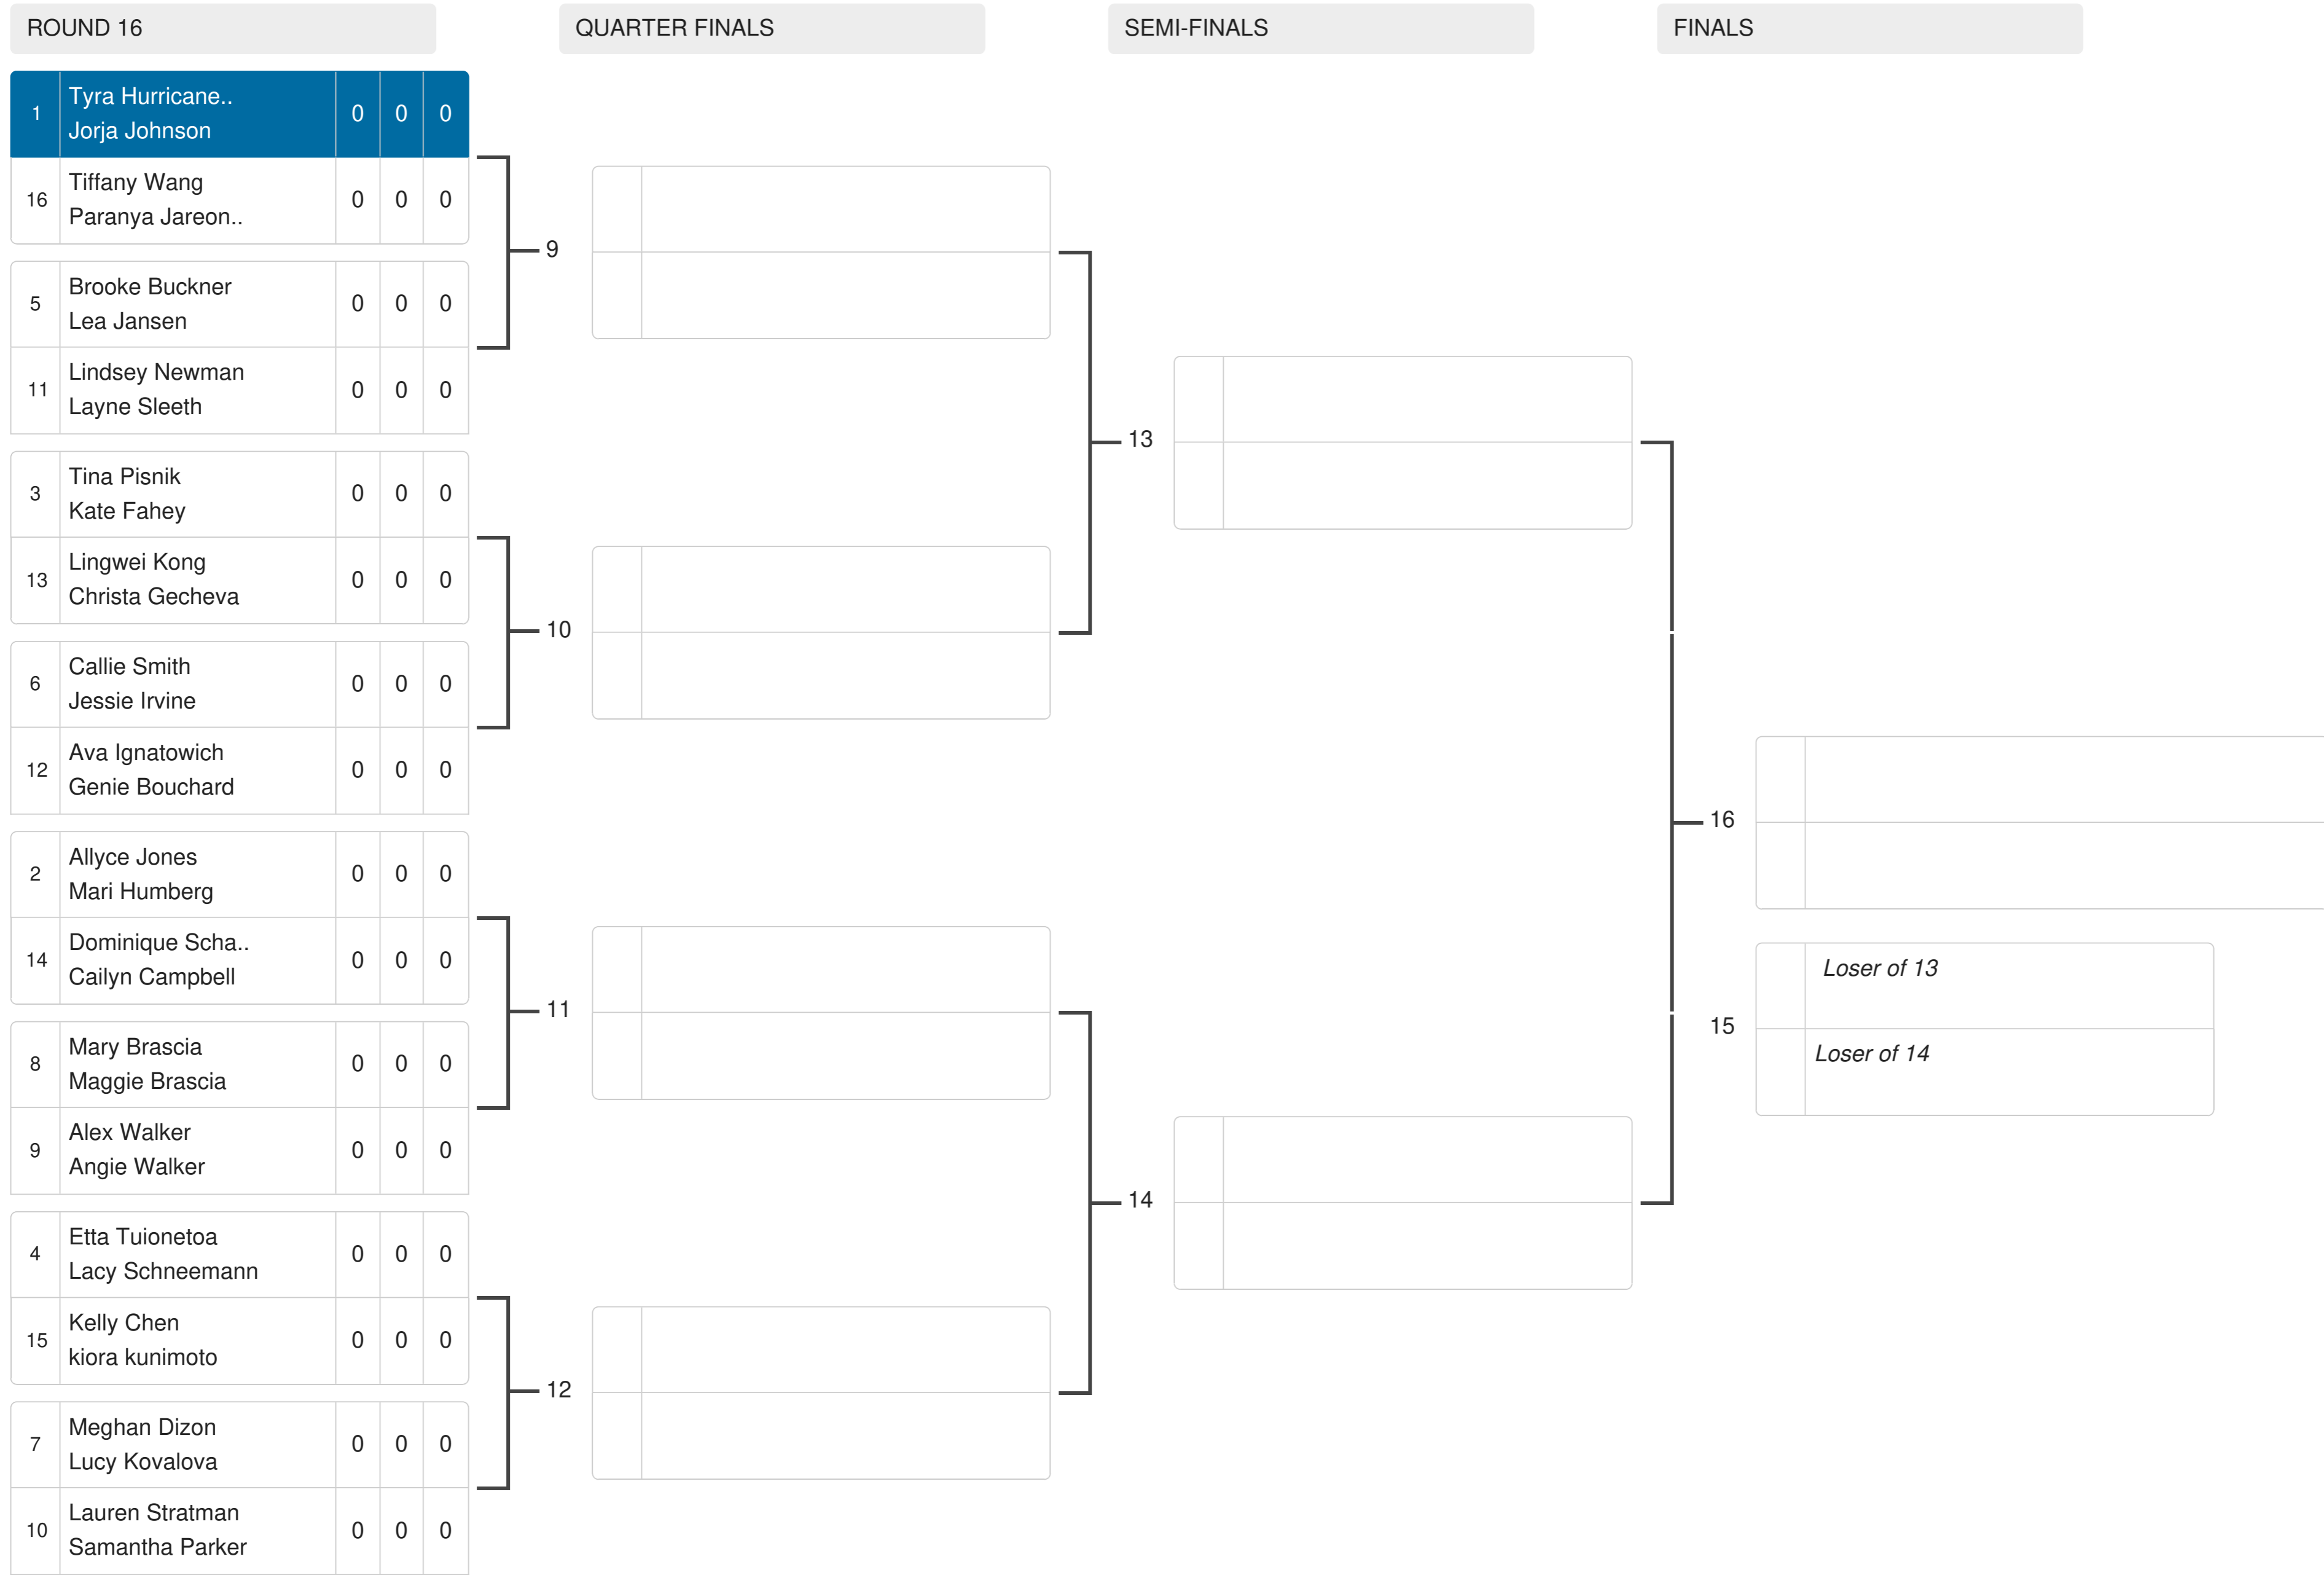 ROUND 16
QUARTER FINALS
SEMI-FINALS
FINALS
1
Tyra Hurricane..
Jorja Johnson
0 0 0
16
Tiffany Wang
Paranya Jareon..
0 0 0
9
5
Brooke Buckner
Lea Jansen
0 0 0
11
Lindsey Newman
Layne Sleeth
0 0 0
13
3
Tina Pisnik
Kate Fahey
0 0 0
13
Lingwei Kong
Christa Gecheva
0 0 0
10
6
Callie Smith
Jessie Irvine
0 0 0
12
Ava Ignatowich
Genie Bouchard
0 0 0
16
2
Allyce Jones
Mari Humberg
0 0 0
14
Dominique Scha..
Cailyn Campbell
0 0 0
Loser of 13
11
15
8
Mary Brascia
Maggie Brascia
0 0 0
Loser of 14
9
Alex Walker
Angie Walker
0 0 0
14
4
Etta Tuionetoa
Lacy Schneemann
0 0 0
15
Kelly Chen
kiora kunimoto
0 0 0
12
7
Meghan Dizon
Lucy Kovalova
0 0 0
10
Lauren Stratman
Samantha Parker
0 0 0